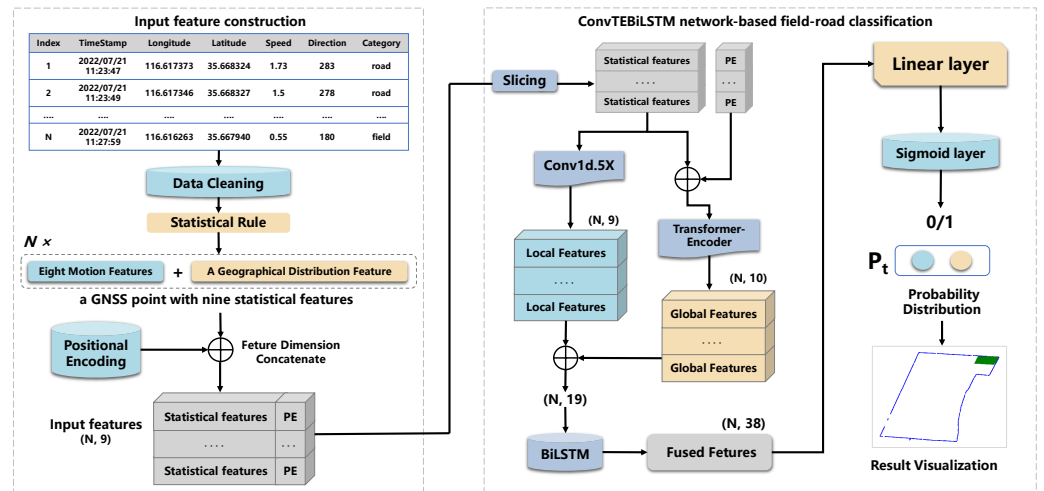 Input feature construction
Index TimeStamp Longitude Latitude Speed Direction Category
1 2022/07/21 11:23:47 116.617373 35.668324 1.73 283 road
2 2022/07/21 11:23:49 116.617346 35.668327 1.5 278 road
.... .... .... .... .... .... ....
N 2022/07/21 11:27:59 116.616263 35.667940 0.55 180 field
Data Cleaning
Statistical Rule
N ×
Eight Motion Features + A Geographical Distribution Feature
a GNSS point with nine statistical features
Positional
Encoding
Feture Dimension
Concatenate
Input features
(N, 9)
Statistical features PE
.... ...
Statistical features PE
ConvTEBiLSTM network-based field-road classification
Slicing
Statistical features PE
.... ...
Statistical features PE
Conv1d.5X
(N, 9)
Transformer-
Encoder
Local Features
....
Local Features
(N, 10)
Global Features
....
Global Features
(N, 19)
BiLSTM
(N, 38)
Fused Fetures
Linear layer
Sigmoid layer
0/1
Pt
Probability
Distribution
Result Visualization